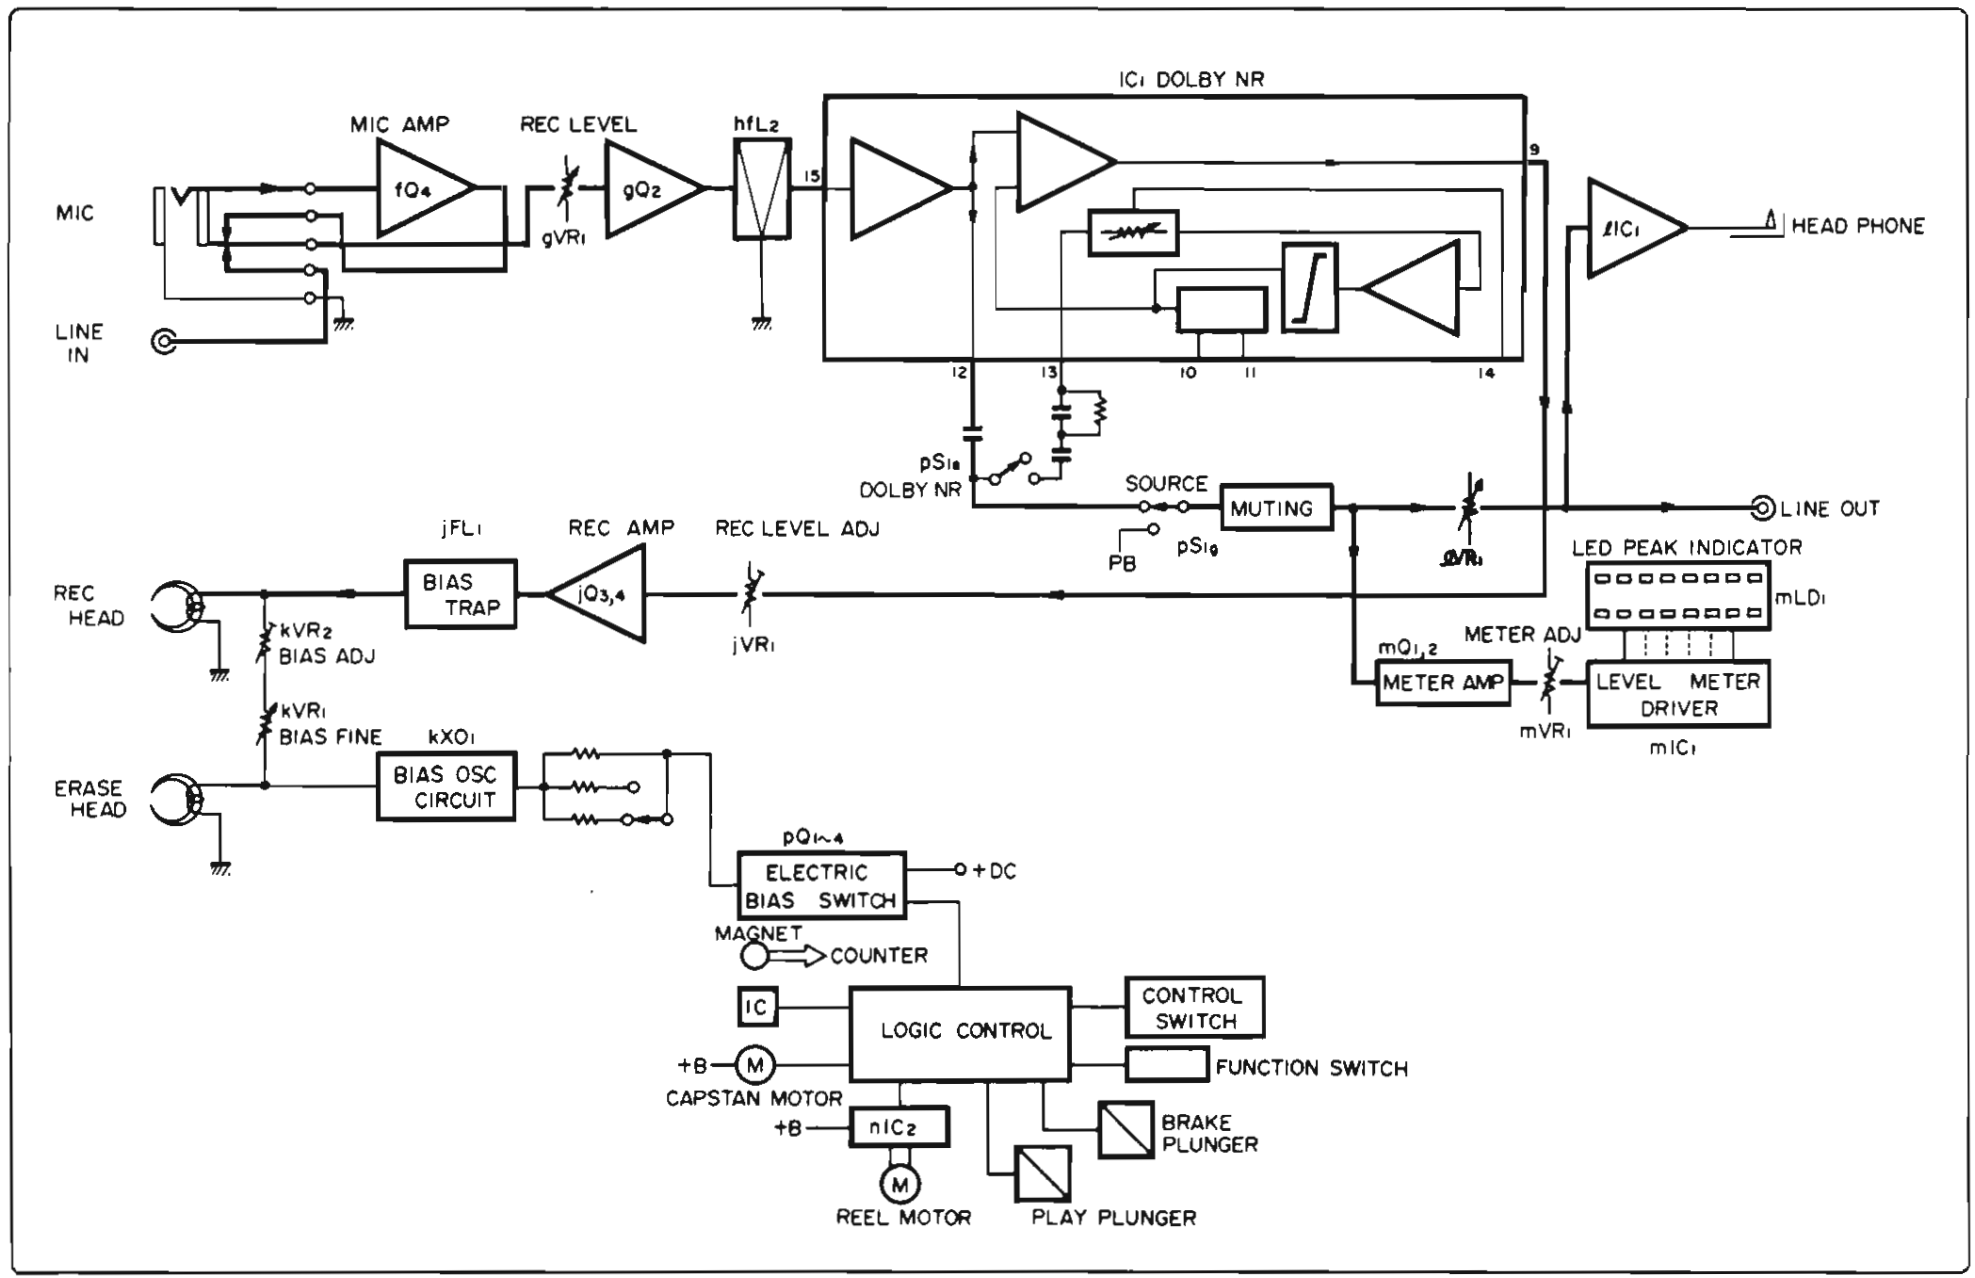 IC1 DOLBY NR
MIC AMP
REC LEVEL
hfL2
fQ4
gQ2
gVR1
15
9
MIC
LINE
IN
ℓIC1
HEAD PHONE
12
13
10
11
14
pS1a
DOLBY NR
SOURCE
MUTING
PB
pS1g
ℓVR1
LINE OUT
jFL1
REC AMP
REC LEVEL ADJ
BIAS
TRAP
jQ3,4
jVR1
REC
HEAD
kVR2
BIAS ADJ
kVR1
BIAS FINE
LED PEAK INDICATOR
mLD1
METER ADJ
mQ1,2
METER AMP
mVR1
LEVEL METER
DRIVER
mIC1
ERASE
HEAD
kXO1
BIAS OSC
CIRCUIT
pQ1~4
ELECTRIC
BIAS SWITCH
+DC
MAGNET
COUNTER
IC
LOGIC CONTROL
CONTROL
SWITCH
+B
M
CAPSTAN MOTOR
FUNCTION SWITCH
+B
nIC2
M
REEL MOTOR
BRAKE
PLUNGER
PLAY PLUNGER